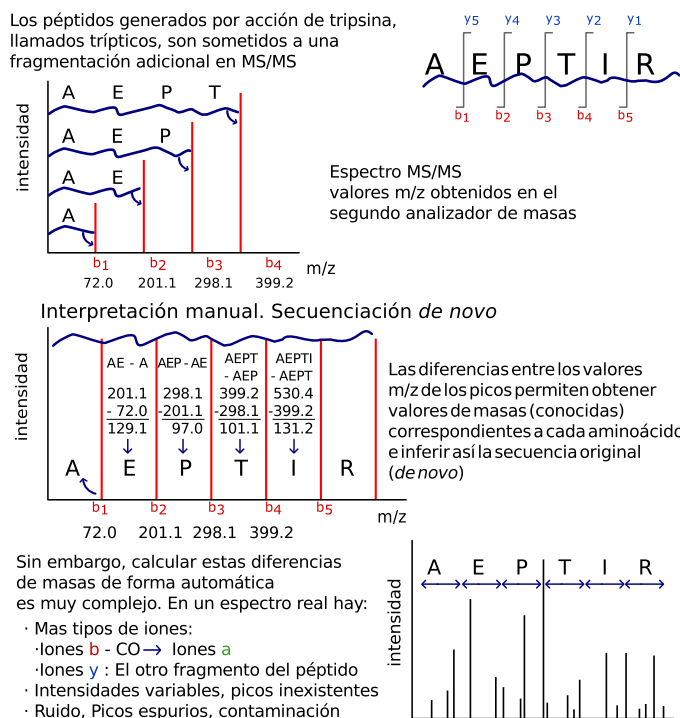 Los péptidos generados por acción de tripsina,
llamados trípticos, son sometidos a una
fragmentación adicional en MS/MS
y5 y4 y3 y2 y1
A E P T I R
b1 b2 b3 b4 b5
intensidad
A E P T
A E P
A E
A
b1 b2 b3 b4
72.0 201.1 298.1 399.2
m/z
Espectro MS/MS
valores m/z obtenidos en el
segundo analizador de masas
Interpretación manual. Secuenciación de novo
intensidad
AE - A AEP - AE AEPT AEPTI
- AEP - AEPT
201.1 298.1 399.2 530.4
- 72.0 -201.1 -298.1 -399.2
129.1 97.0 101.1 131.2
A E P T I R
b1 b2 b3 b4 b5
m/z
72.0 201.1 298.1 399.2
Las diferencias entre los valores
m/z de los picos permiten obtener
valores de masas (conocidas)
correspondientes a cada aminoácido
e inferir así la secuencia original
(de novo)
Sin embargo, calcular estas diferencias
de masas de forma automática
es muy complejo. En un espectro real hay:
· Mas tipos de iones:
·Iones b - CO→ Iones a
·Iones y : El otro fragmento del péptido
· Intensidades variables, picos inexistentes
· Ruido, Picos espurios, contaminación
intensidad
A E P T I R